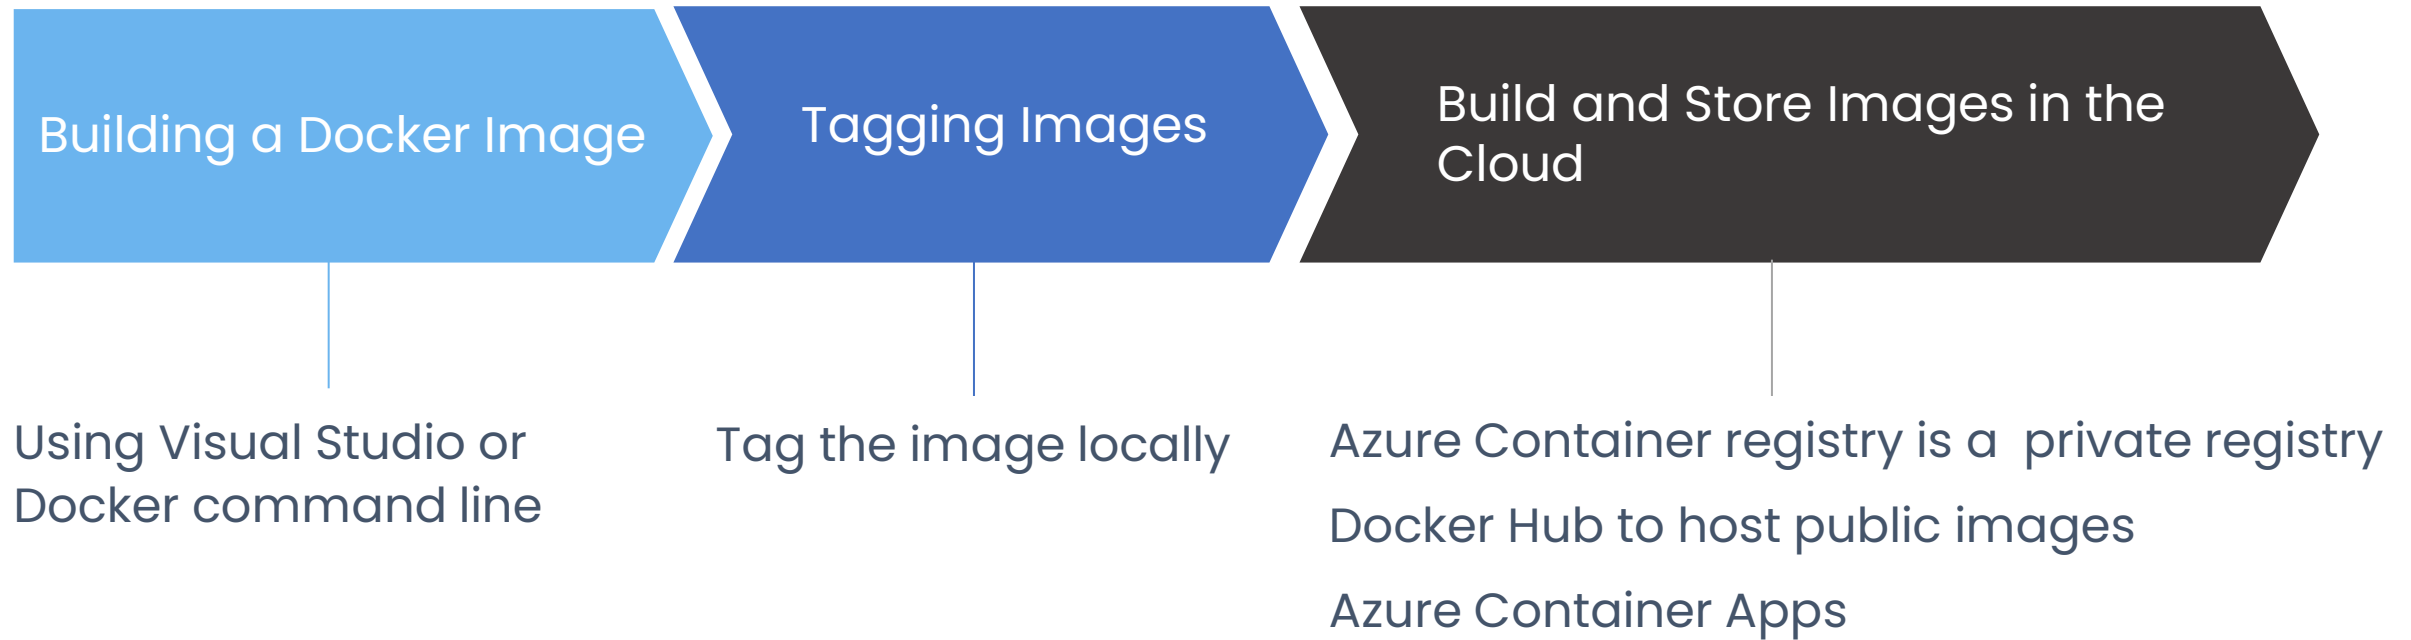 Building a Docker Image
Tagging Images
Build and Store Images in the
Cloud
Using Visual Studio or
Docker command line
Tag the image locally
Azure Container registry is a  private registry
Docker Hub to host public images
Azure Container Apps